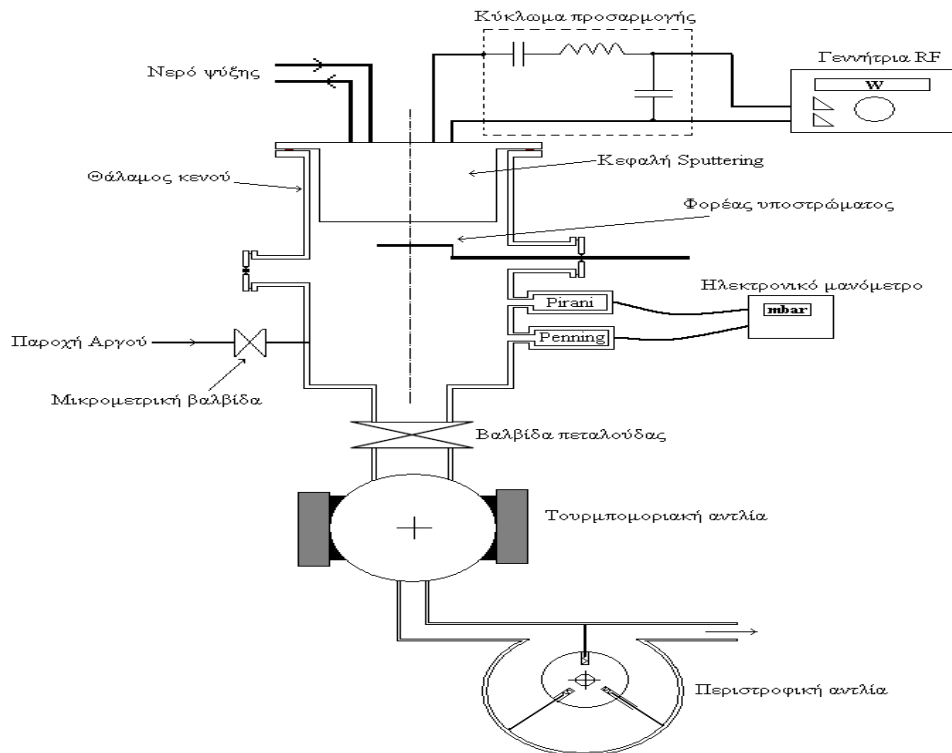 Κύκλωμα προσαρμογής
Γεννήτρια RF
W
Νερό ψύξης
Θάλαμος κενού
Κεφαλή Sputtering
Φορέας υποστρώματος
Ηλεκτρονικό μανόμετρο
mbar
Pirani
Penning
Παροχή Αργού
Μικρομετρική βαλβίδα
Βαλβίδα πεταλούδας
Τουρμπομοριακή αντλία
Περιστροφική αντλία